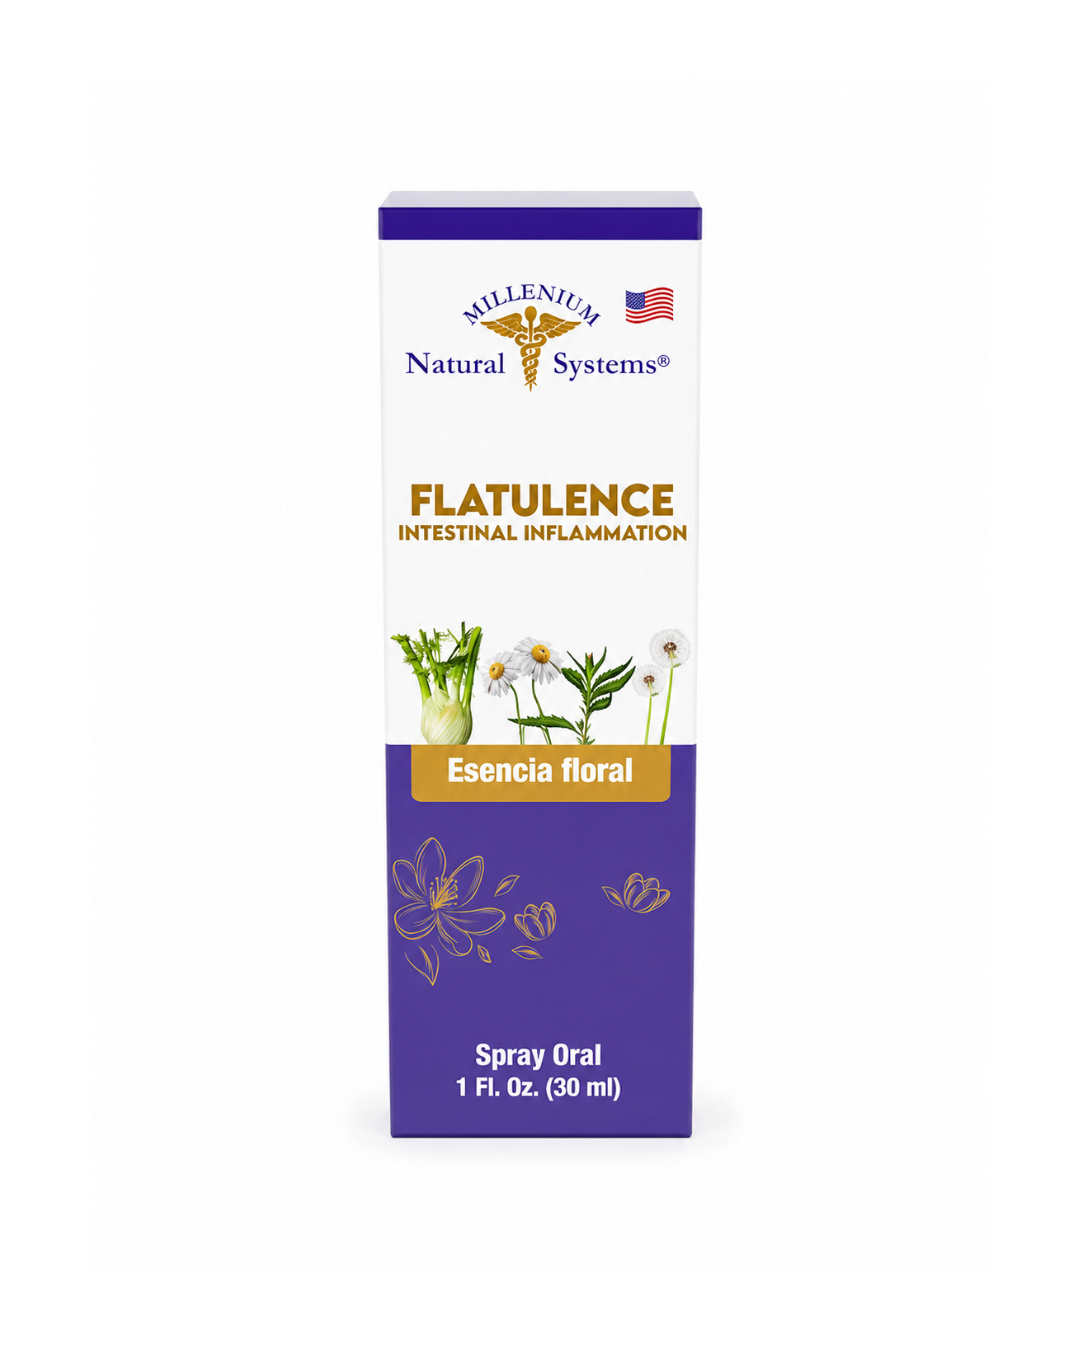 MILLENIUM
Natural Systems®
FLATULENCE
INTESTINAL INFLAMMATION
Esencia floral
Spray Oral
1 Fl. Oz. (30 ml)